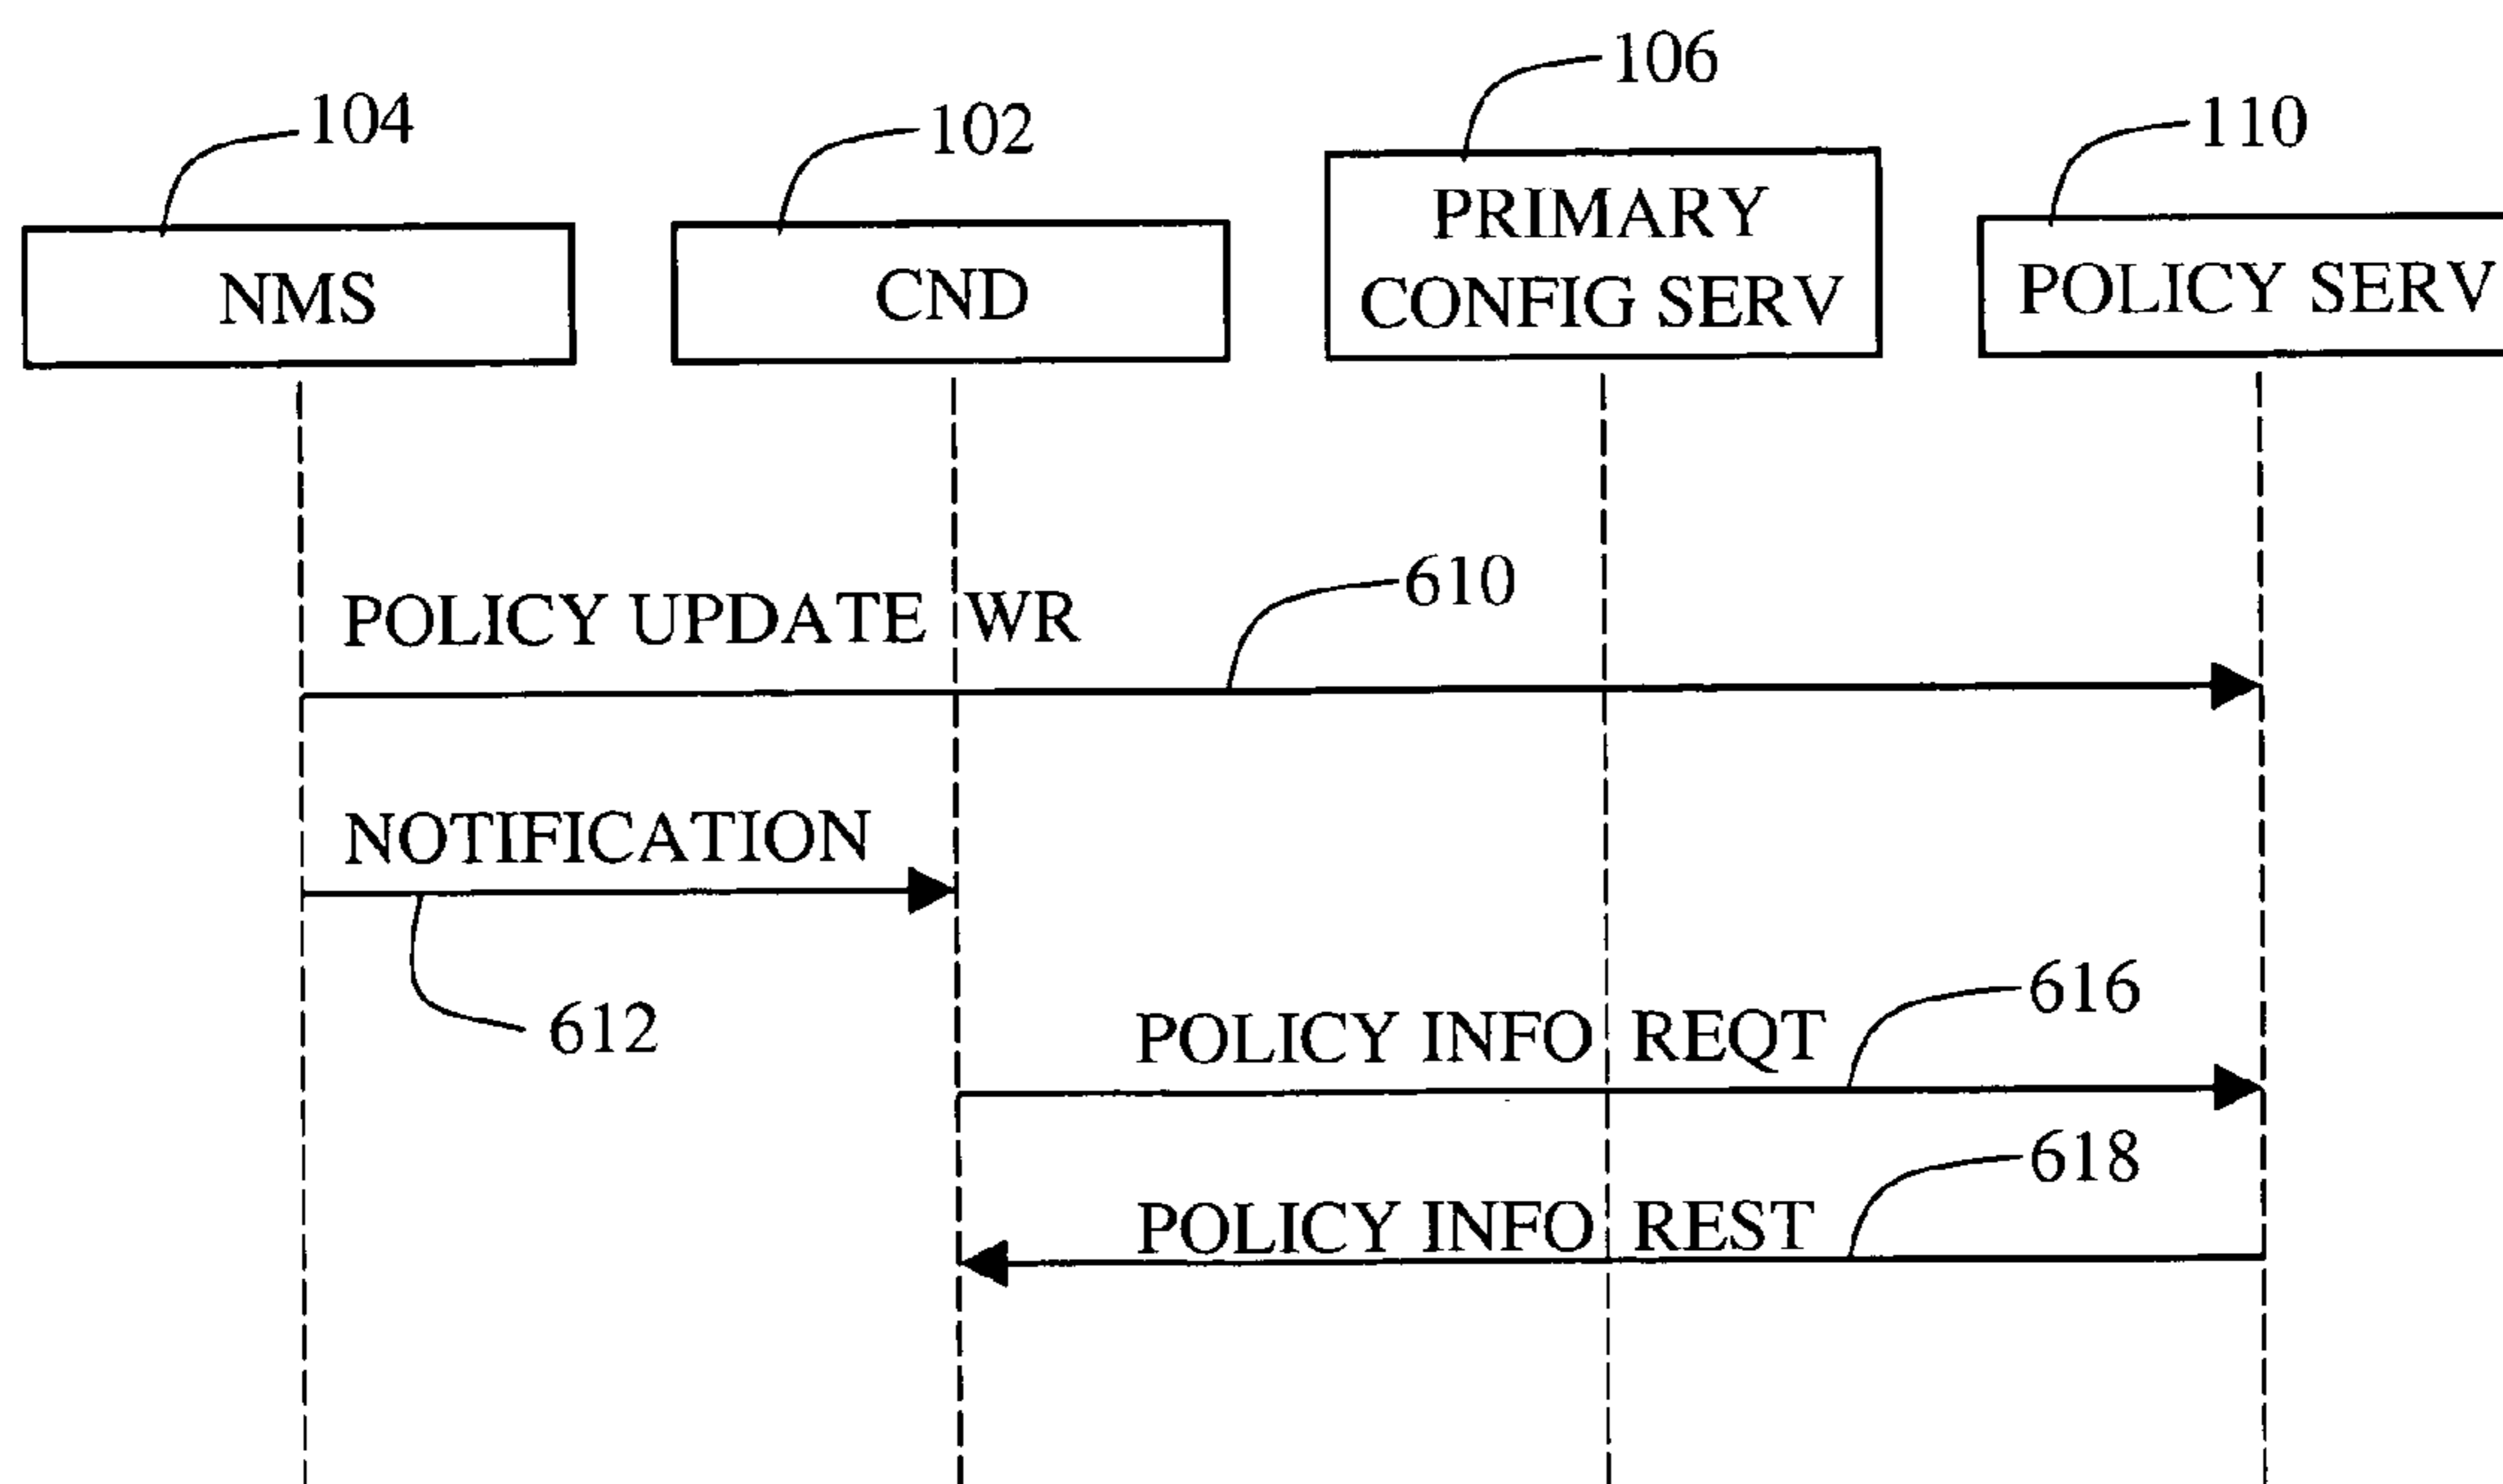 106
104
102
110
PRIMARY
CONFIG SERV
NMS
CND
POLICY SERV
610
POLICY UPDATE WR
NOTIFICATION
612
616
POLICY INFO REQT
618
POLICY INFO REST